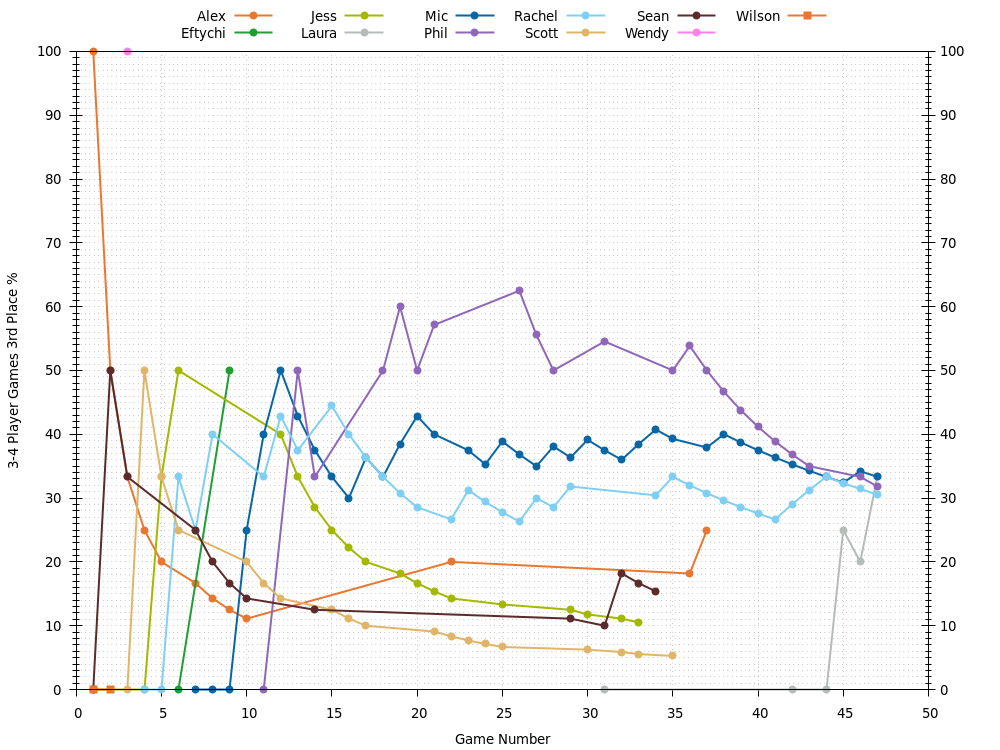 Alex Jess Mic Rachel Sean Wilson
Eftychi Laura Phil Scott Wendy
100 100
90 90
80 80
70 70
60 60
50 50
40 40
30 30
20 20
10 10
0 0
3-4 Player Games 3rd Place %
0 5 10 15 20 25 30 35 40 45 50
Game Number